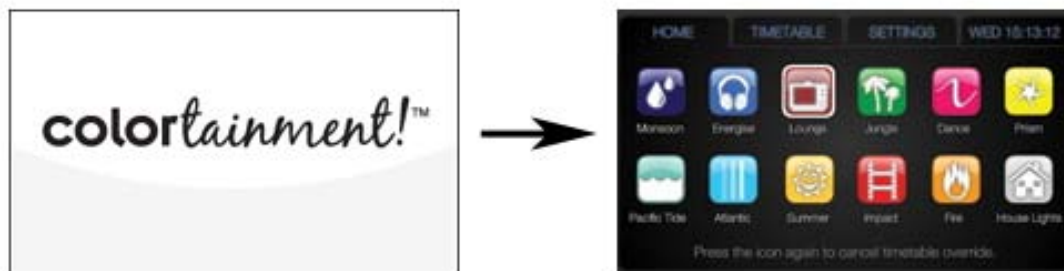 colortainment!™
HOME TIMETABLE SETTINGS WED 16:13:12
Monsoon Energise Lounge Jungle Dance Prism
Pacific Tide Atlantic Summer Impact Fire House Lights
Press the icon again to cancel timetable override.